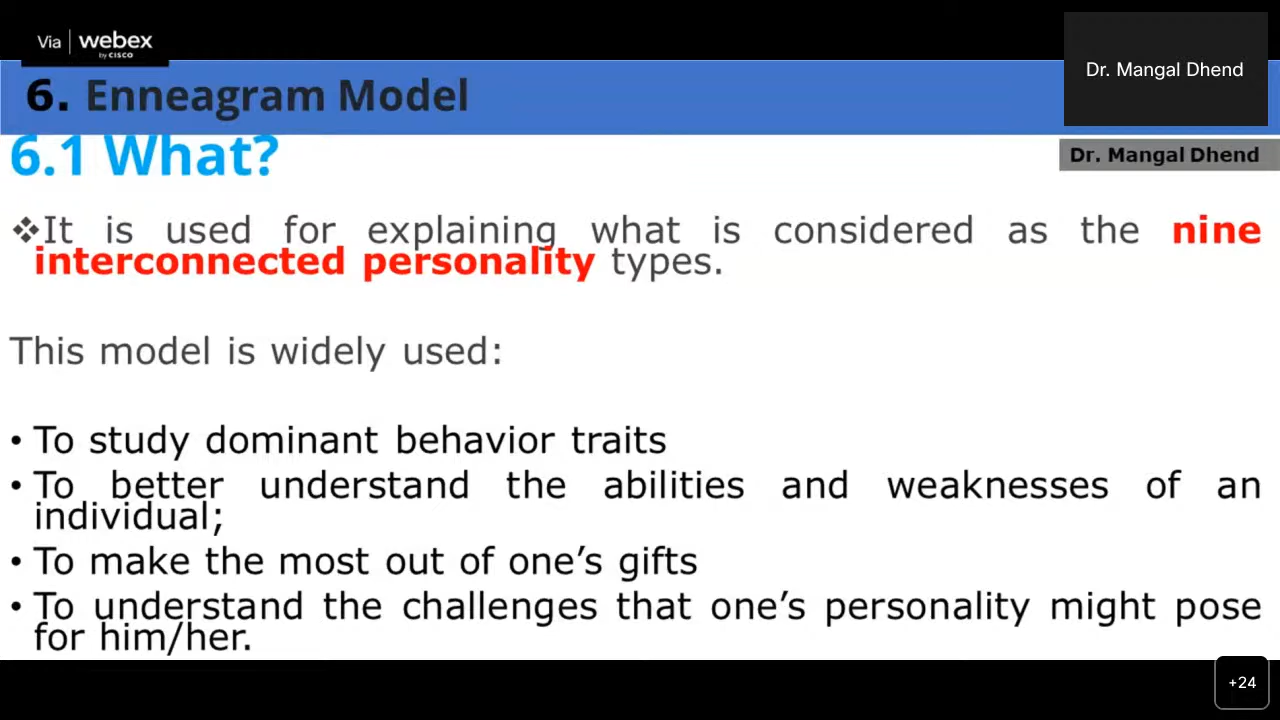 Via webex
by CISCO
Dr. Mangal Dhend
6. Enneagram Model
6.1 What?
Dr. Mangal Dhend
❖It is used for explaining what is considered as the nine
interconnected personality types.
This model is widely used:
• To study dominant behavior traits
• To better understand the abilities and weaknesses of an
individual;
• To make the most out of one’s gifts
• To understand the challenges that one’s personality might pose
for him/her.
+24